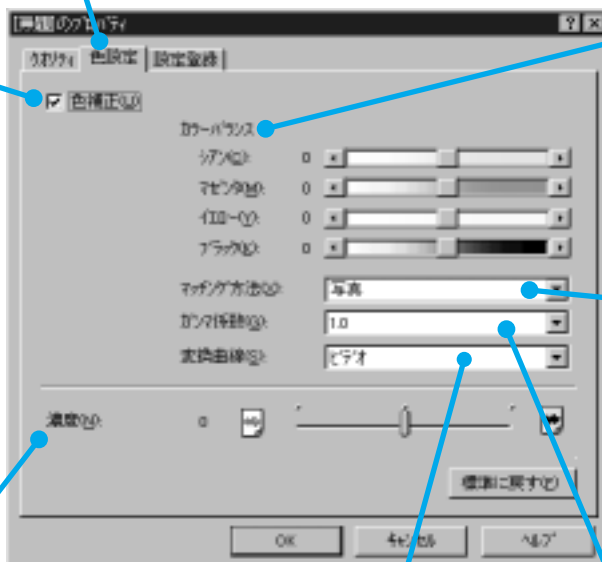 [無題]のプロパティ
クオリティ 色設定 設定登録
色補正(U)
カラーバランス
シアン(C): 0
マゼンタ(M): 0
イエロー(Y): 0
ブラック(K): 0
マッチング方法(X): 写真
ガンマ係数(G): 1.0
変換曲線(S): ビデオ
濃度(N): 0
標準に戻す(Z)
OK キャンセル ヘルプ